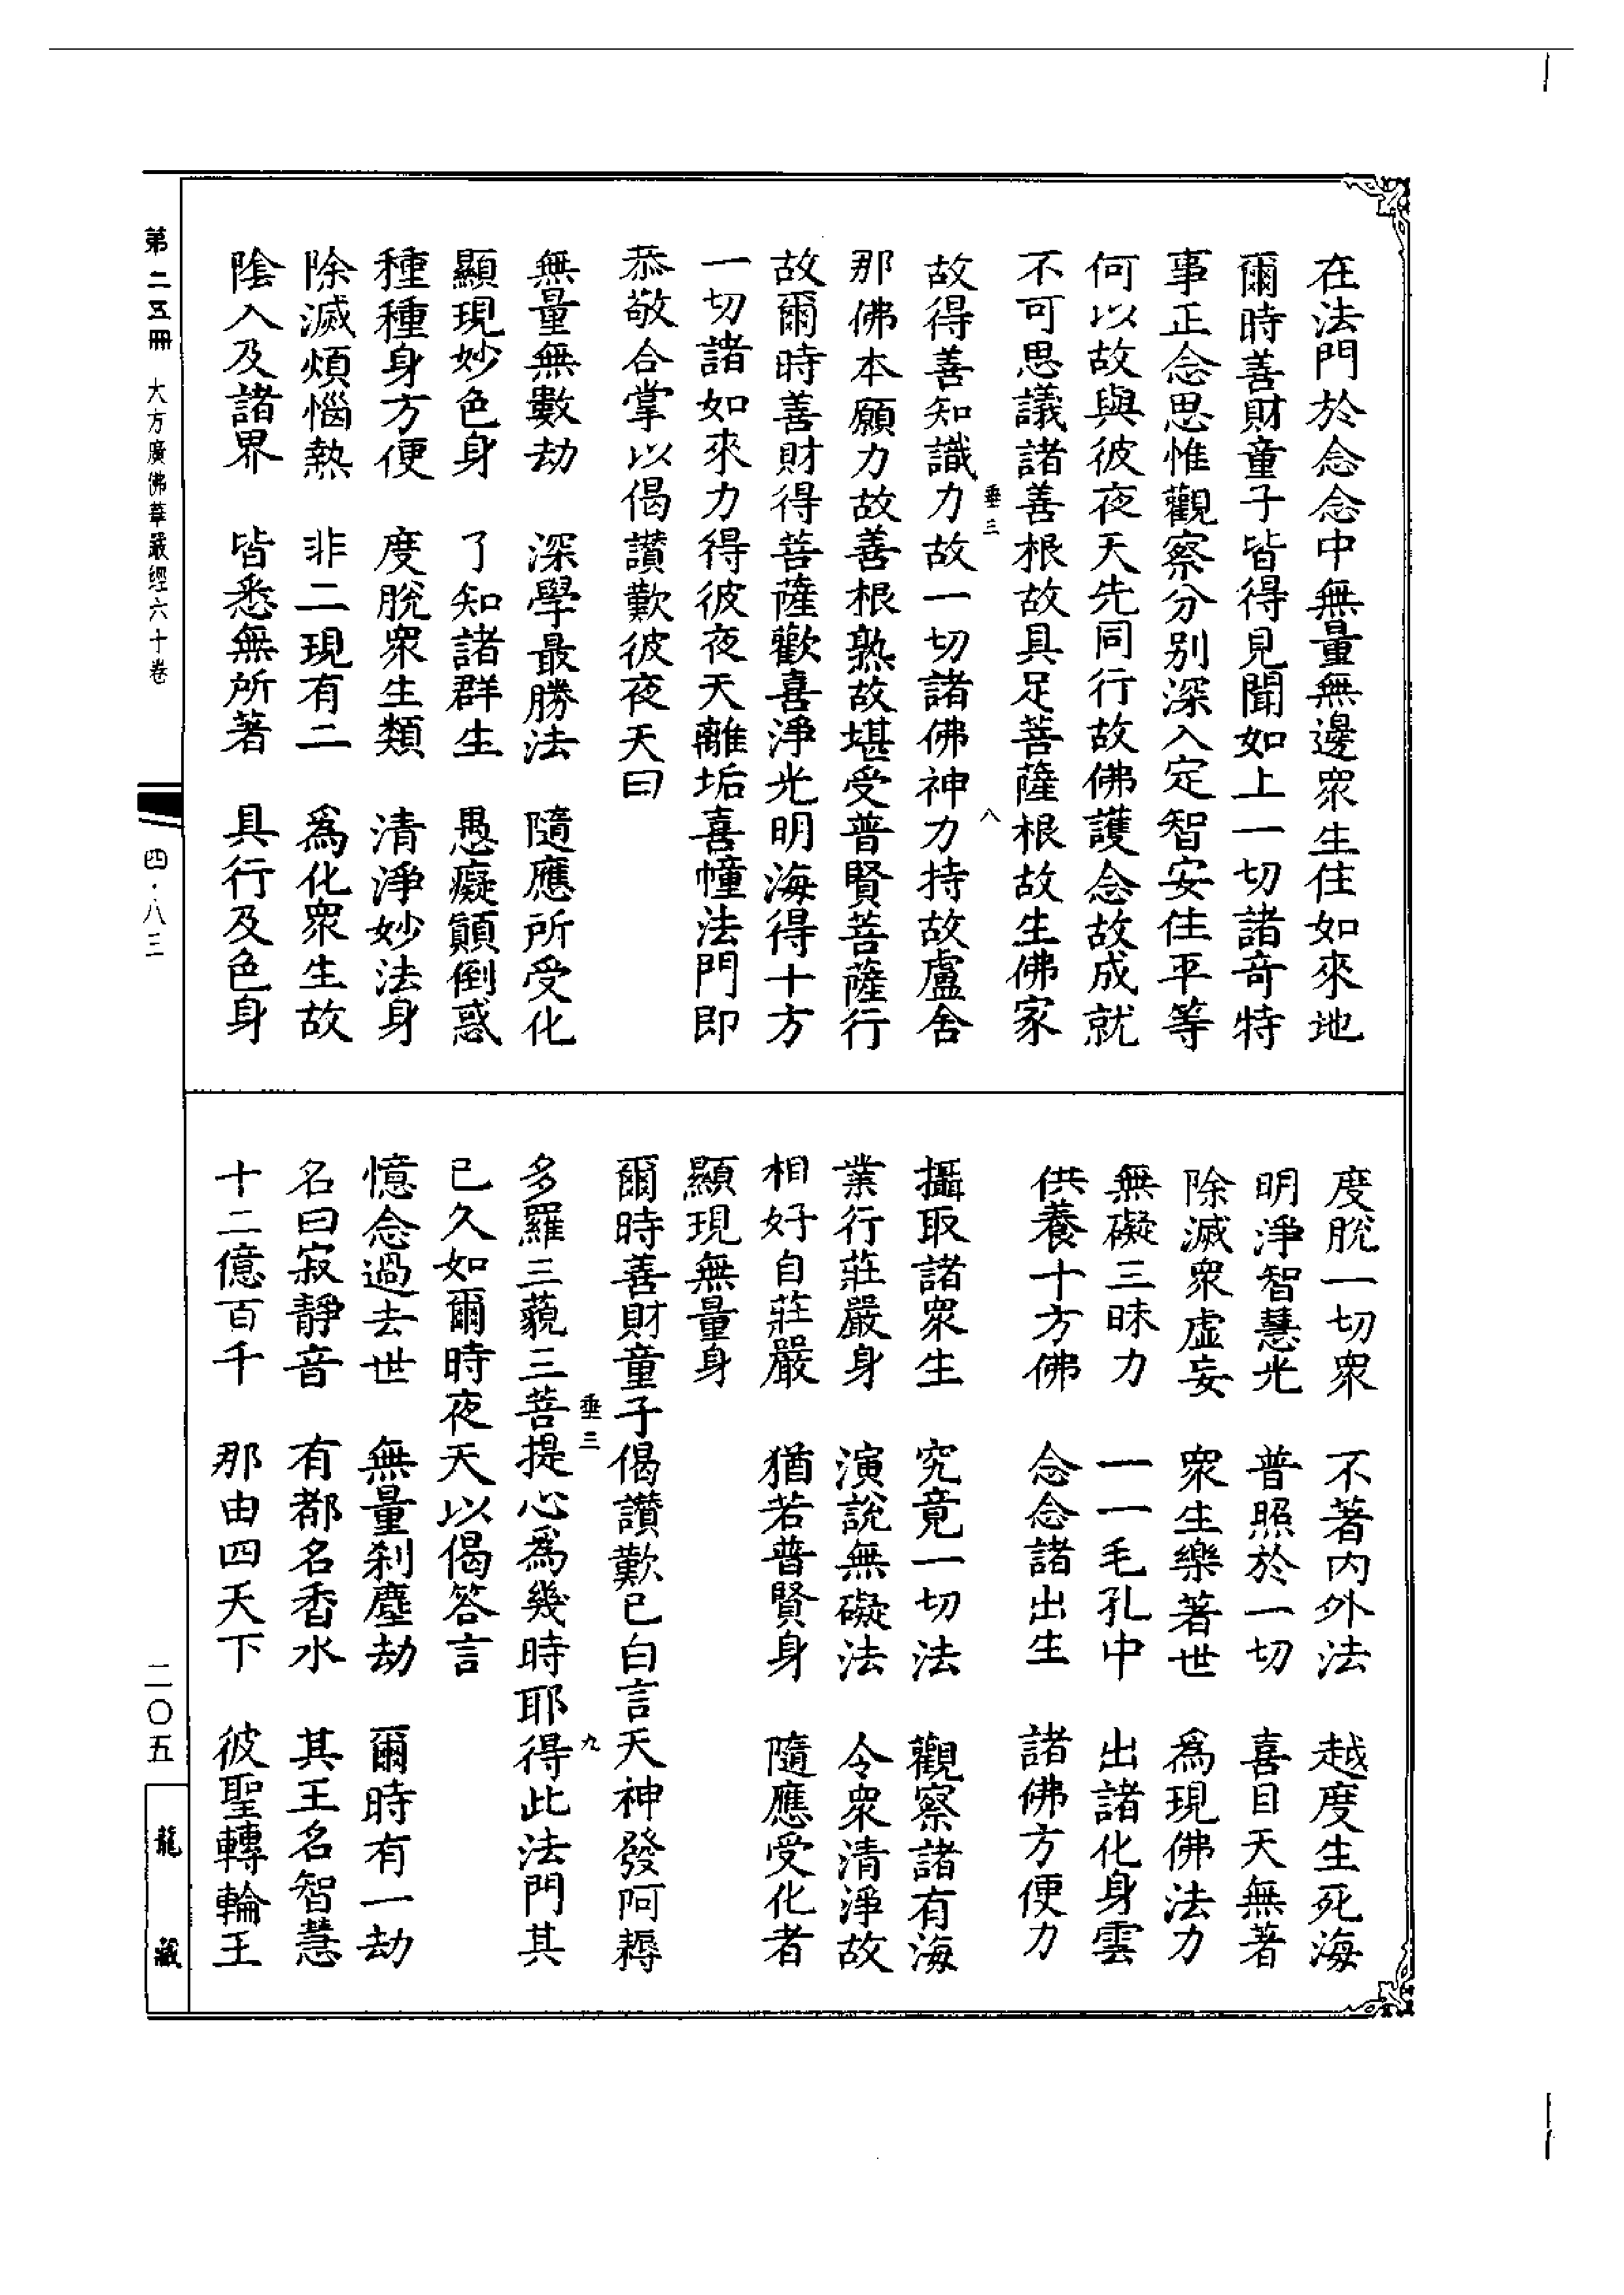 在法門於念念中無量無邊眾生住如來地
爾時善財童子皆得見聞如上一切諸奇特
事正念思惟觀察分別深入定智安住平等
何以故與彼夜天先同行故佛護念故成就
不可思議諸善根故具足菩薩根故生佛家
垂三 八
故得善知識力故一切諸佛神力持故盧舍
那佛本願力故善根熟故堪受普賢菩薩行
故爾時善財得菩薩歡喜淨光明海得十方
一切諸如來力得彼夜天離垢喜幢法門即
恭敬合掌以偈讚歎彼夜天曰
無量無數劫 深學最勝法 隨應所受化
顯現妙色身 了知諸群生 愚癡顛倒惑
種種身方便 度脫眾生類 清淨妙法身
除滅煩惱熱 非二現有二 為化眾生故
陰入及諸界 皆悉無所著 具行及色身
度脫一切眾 不著內外法 越度生死海
明淨智慧光 普照於一切 喜目天無著
除滅眾虛妄 眾生樂著世 為現佛法力
無礙三昧力 一一毛孔中 出諸化身雲
供養十方佛 念念諸出生 諸佛方便力
攝取諸眾生 究竟一切法 觀察諸有海
業行莊嚴身 演說無礙法 令眾清淨故
相好自莊嚴 猶若普賢身 隨應受化者
顯現無量身
爾時善財童子偈讚歎已白言天神發阿耨
垂三 九
多羅三藐三菩提心為幾時耶得此法門其
已久如爾時夜天以偈答言
憶念過去世 無量剎塵劫 爾時有一劫
名曰寂靜音 有都名香水 其王名智慧
十二億百千 那由四天下 彼聖轉輪王
第二五冊 大方廣佛華嚴經六十卷 四·八三 二〇五 龍藏